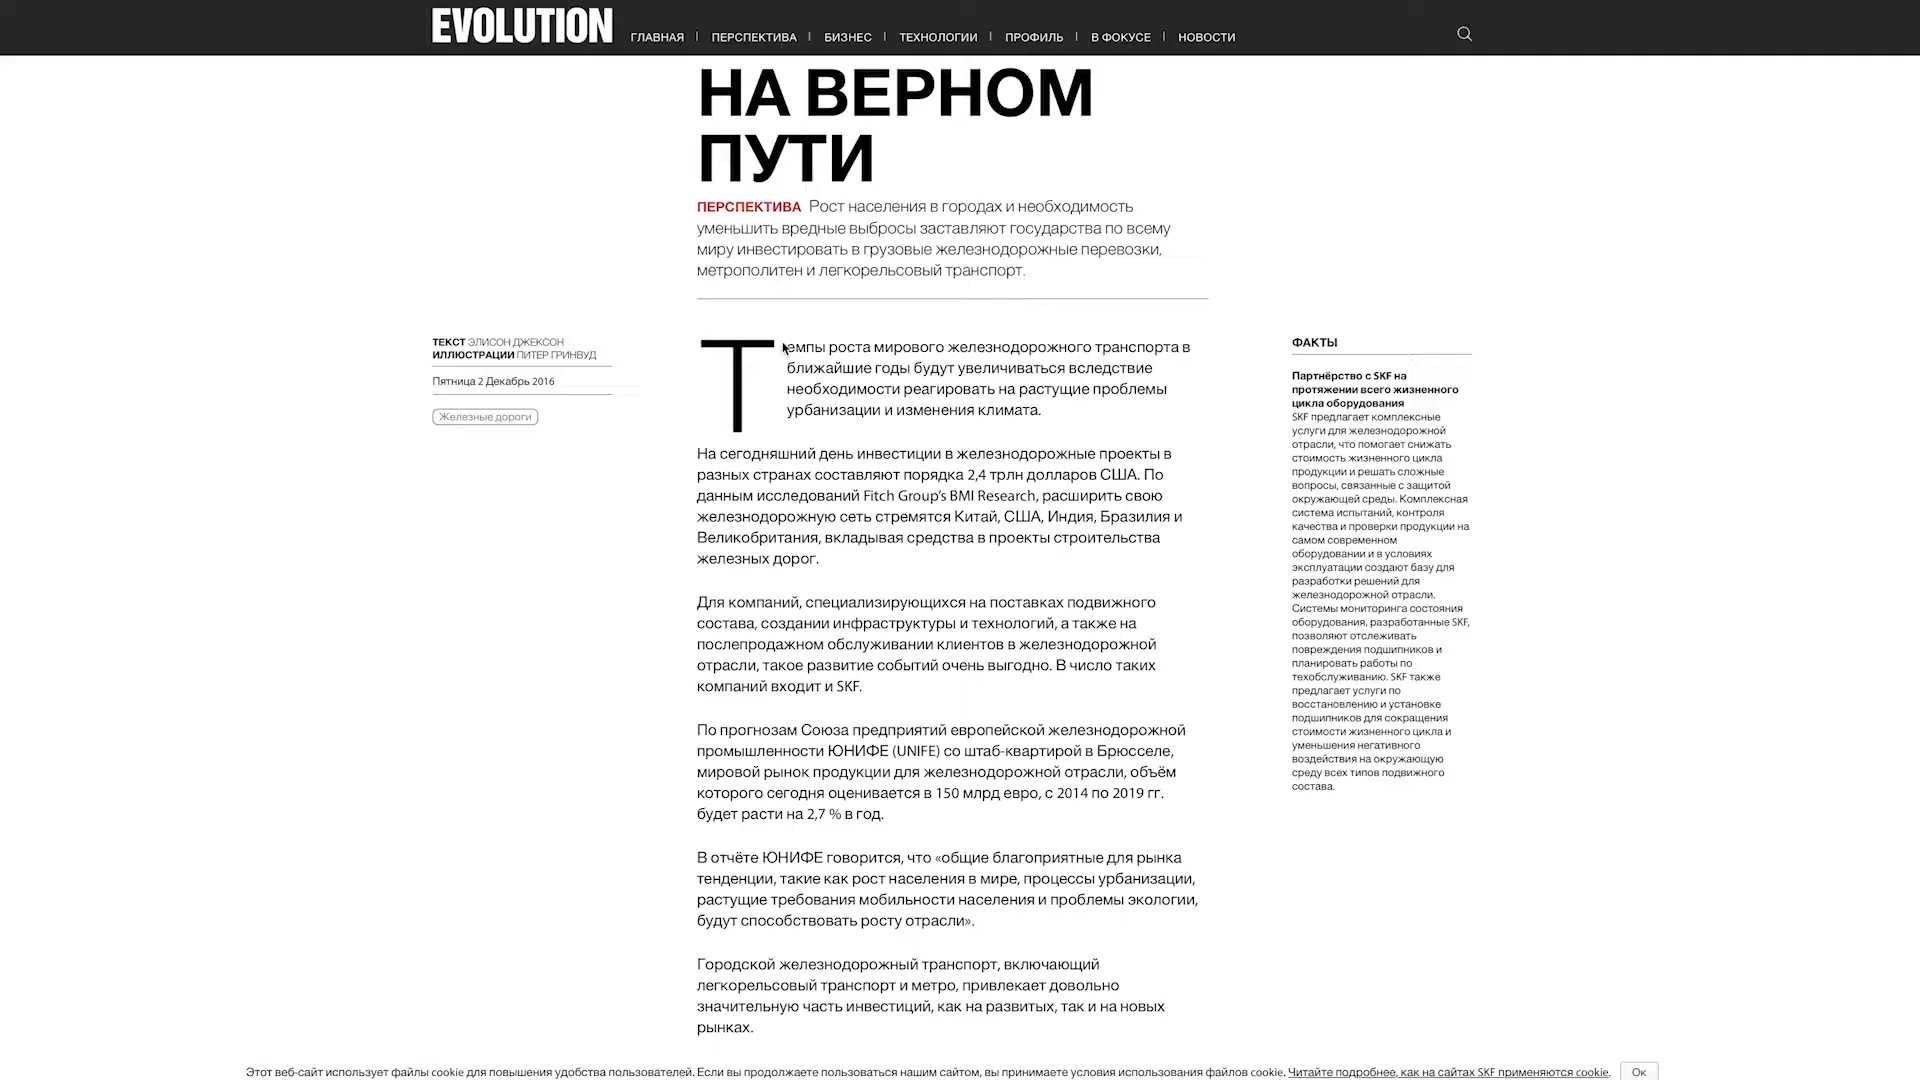 EVOLUTION
ГЛАВНАЯ | ПЕРСПЕКТИВА | БИЗНЕС | ТЕХНОЛОГИИ | ПРОФИЛЬ | В ФОКУСЕ | НОВОСТИ
НА ВЕРНОМ
ПУТИ
ПЕРСПЕКТИВА Рост населения в городах и необходимость
уменьшить вредные выбросы заставляют государства по всему
миру инвестировать в грузовые железнодорожные перевозки,
метрополитен и легкорельсовый транспорт.
ТЕКСТ ЭЛИСОН ДЖЕКСОН
ИЛЛЮСТРАЦИИ ПИТЕР ГРИНВУД
Пятница 2 Декабрь 2016
Железные дороги
Темпы роста мирового железнодорожного транспорта в
ближайшие годы будут увеличиваться вследствие
необходимости реагировать на растущие проблемы
урбанизации и изменения климата.
На сегодняшний день инвестиции в железнодорожные проекты в
разных странах составляют порядка 2,4 трлн долларов США. По
данным исследований Fitch Group's BMI Research, расширить свою
железнодорожную сеть стремятся Китай, США, Индия, Бразилия и
Великобритания, вкладывая средства в проекты строительства
железных дорог.
Для компаний, специализирующихся на поставках подвижного
состава, создании инфраструктуры и технологий, а также на
послепродажном обслуживании клиентов в железнодорожной
отрасли, такое развитие событий очень выгодно. В число таких
компаний входит и SKF.
По прогнозам Союза предприятий европейской железнодорожной
промышленности ЮНИФЕ (UNIFE) со штаб-квартирой в Брюсселе,
мировой рынок продукции для железнодорожной отрасли, объём
которого сегодня оценивается в 150 млрд евро, с 2014 по 2019 гг.
будет расти на 2,7 % в год.
В отчёте ЮНИФЕ говорится, что «общие благоприятные для рынка
тенденции, такие как рост населения в мире, процессы урбанизации,
растущие требования мобильности населения и проблемы экологии,
будут способствовать росту отрасли».
Городской железнодорожный транспорт, включающий
легкорельсовый транспорт и метро, привлекает довольно
значительную часть инвестиций, как на развитых, так и на новых
рынках.
ФАКТЫ
Партнёрство с SKF на
протяжении всего жизненного
цикла оборудования
SKF предлагает комплексные
услуги для железнодорожной
отрасли, что помогает снижать
стоимость жизненного цикла
продукции и решать сложные
вопросы, связанные с защитой
окружающей среды. Комплексная
система испытаний, контроля
качества и проверки продукции на
самом современном
оборудовании и в условиях
эксплуатации создают базу для
разработки решений для
железнодорожной отрасли.
Системы мониторинга состояния
оборудования, разработанные SKF,
позволяют отслеживать
повреждения подшипников и
планировать работы по
техобслуживанию. SKF также
предлагает услуги по
восстановлению и установке
подшипников для сокращения
стоимости жизненного цикла и
уменьшения негативного
воздействия на окружающую
среду всех типов подвижного
состава.
Этот веб-сайт использует файлы cookie для повышения удобства пользователей. Если вы продолжаете пользоваться нашим сайтом, вы принимаете условия использования файлов cookie. Читайте подробнее, как на сайтах SKF применяются cookie. Ок